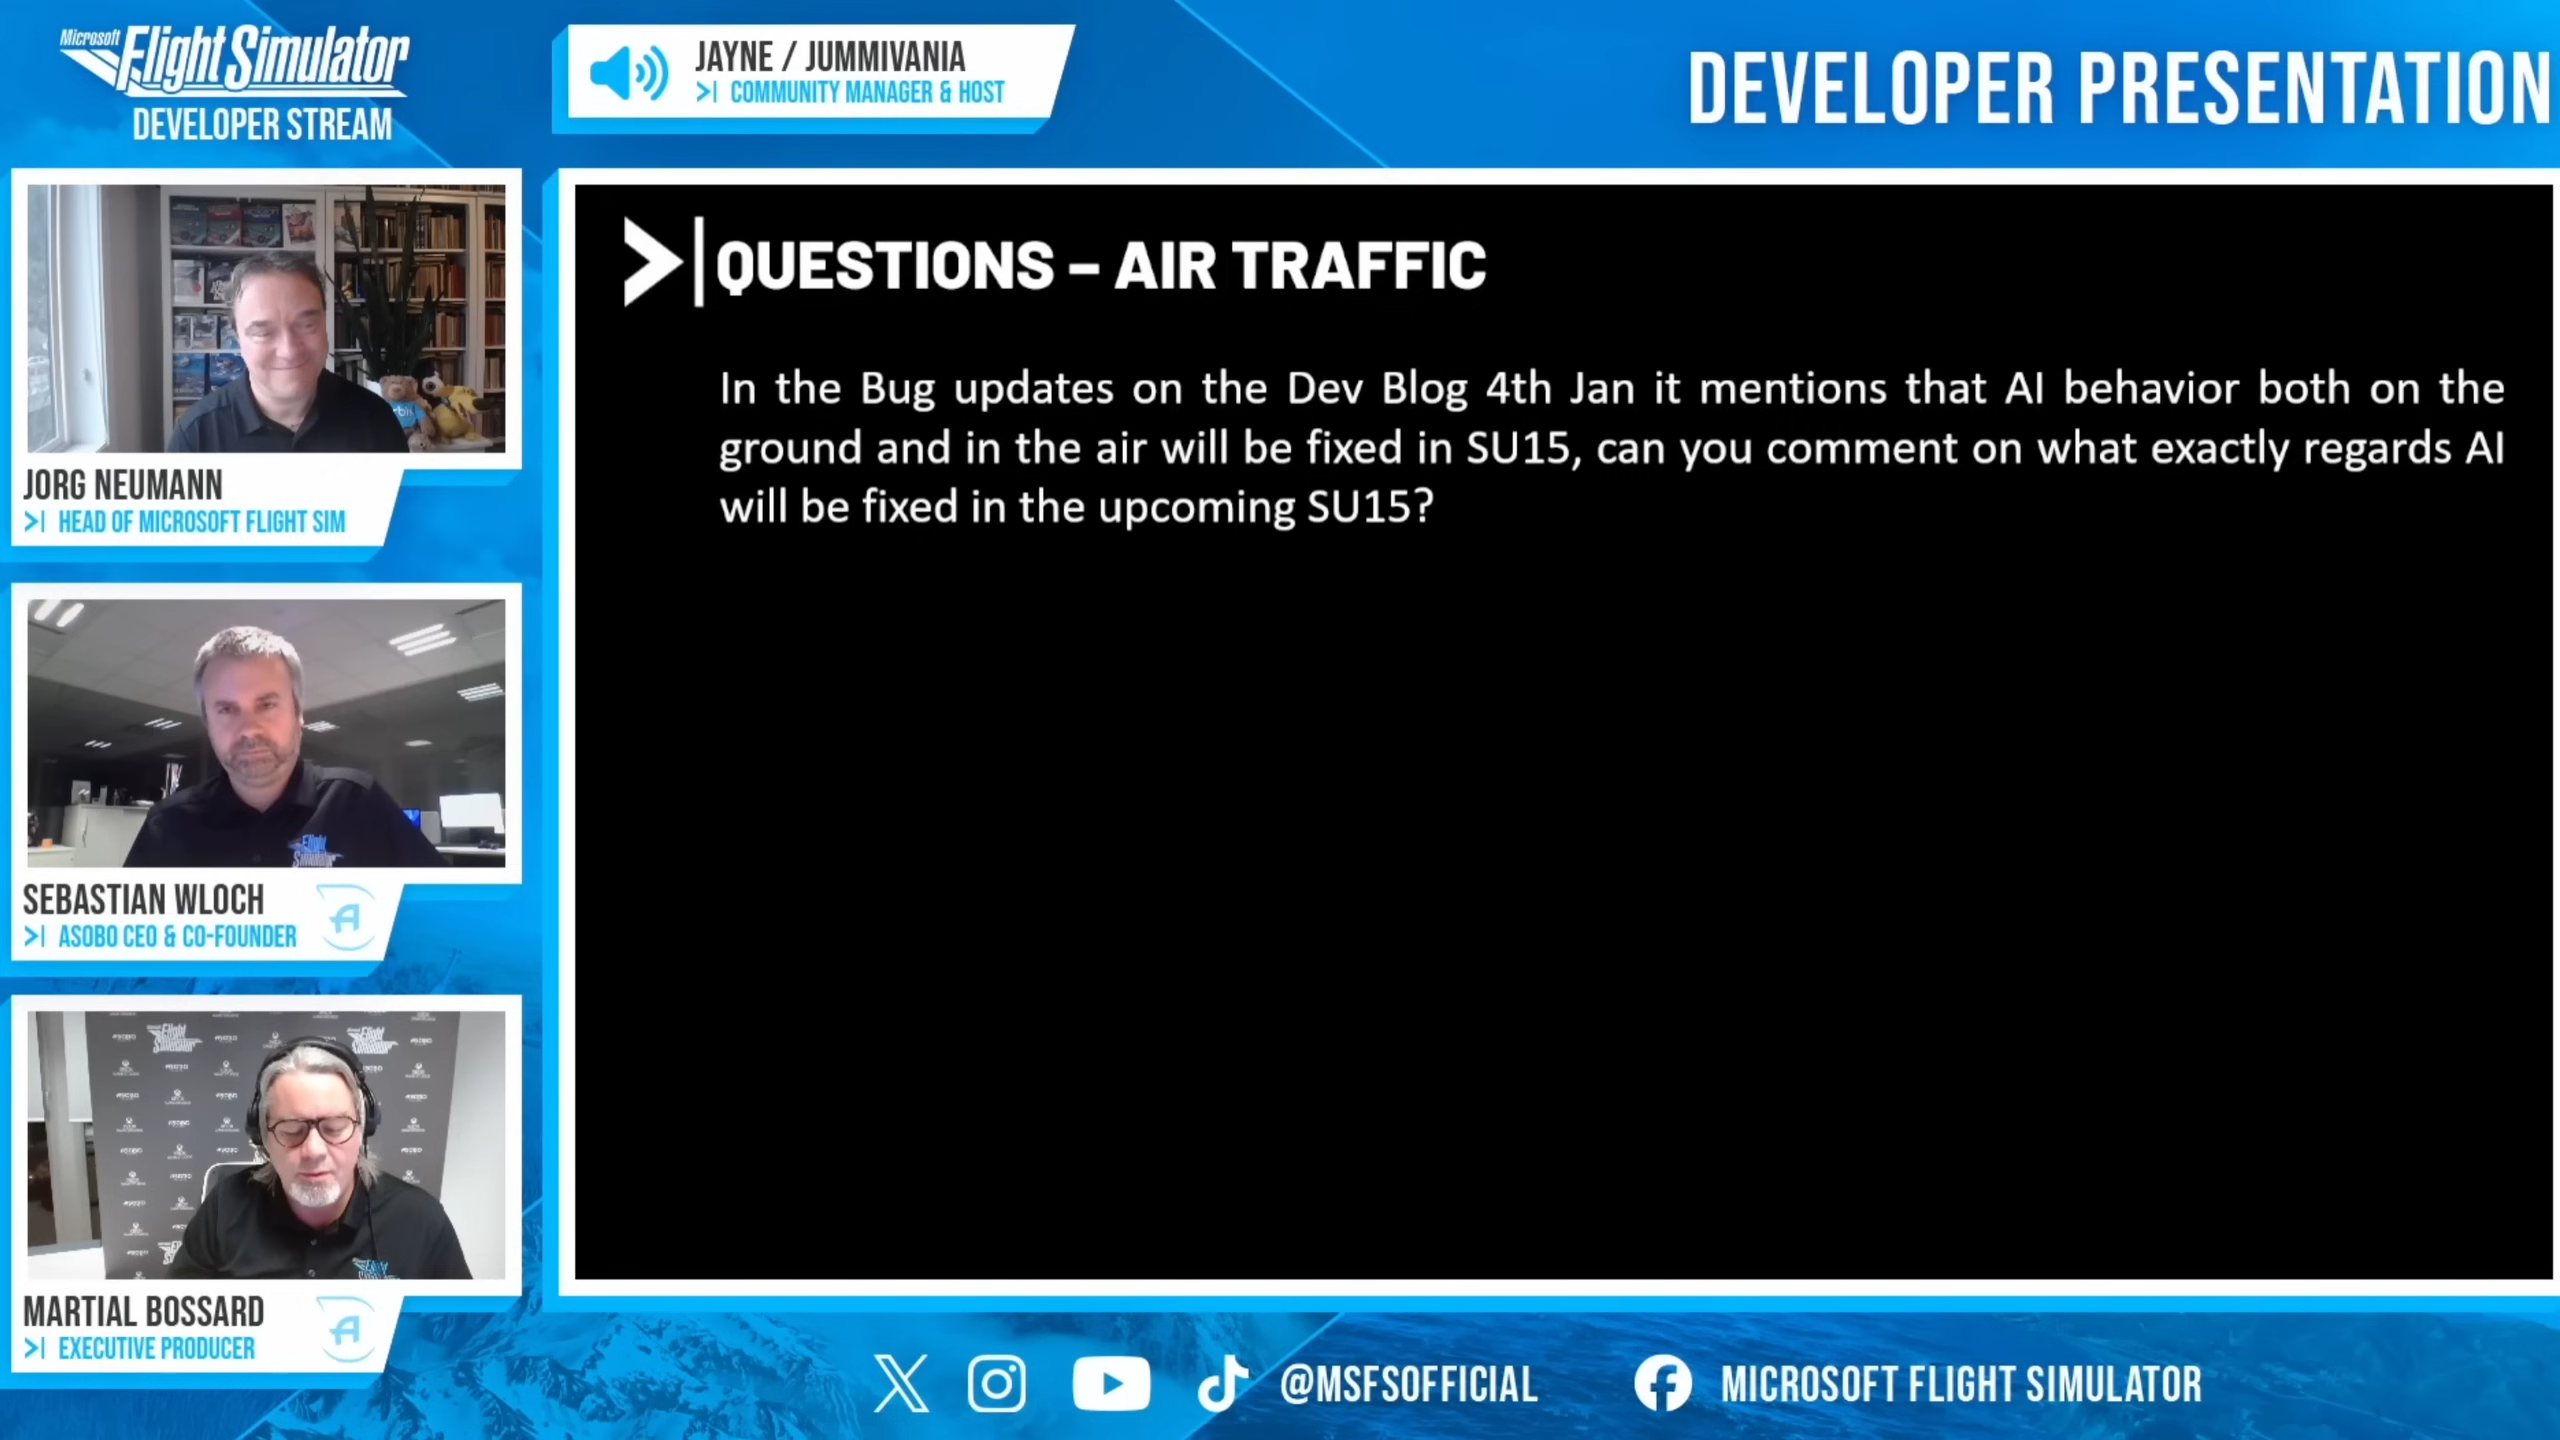 Microsoft
Flight Simulator
DEVELOPER STREAM
JAYNE / JUMMIVANIA
>| COMMUNITY MANAGER & HOST
DEVELOPER PRESENTATION
JORG NEUMANN
>| HEAD OF MICROSOFT FLIGHT SIM
SEBASTIAN WLOCH
>| ASOBO CEO & CO-FOUNDER
MARTIAL BOSSARD
>| EXECUTIVE PRODUCER
>| QUESTIONS – AIR TRAFFIC
In the Bug updates on the Dev Blog 4th Jan it mentions that AI behavior both on the
ground and in the air will be fixed in SU15, can you comment on what exactly regards AI
will be fixed in the upcoming SU15?
@MSFSOFFICIAL
MICROSOFT FLIGHT SIMULATOR